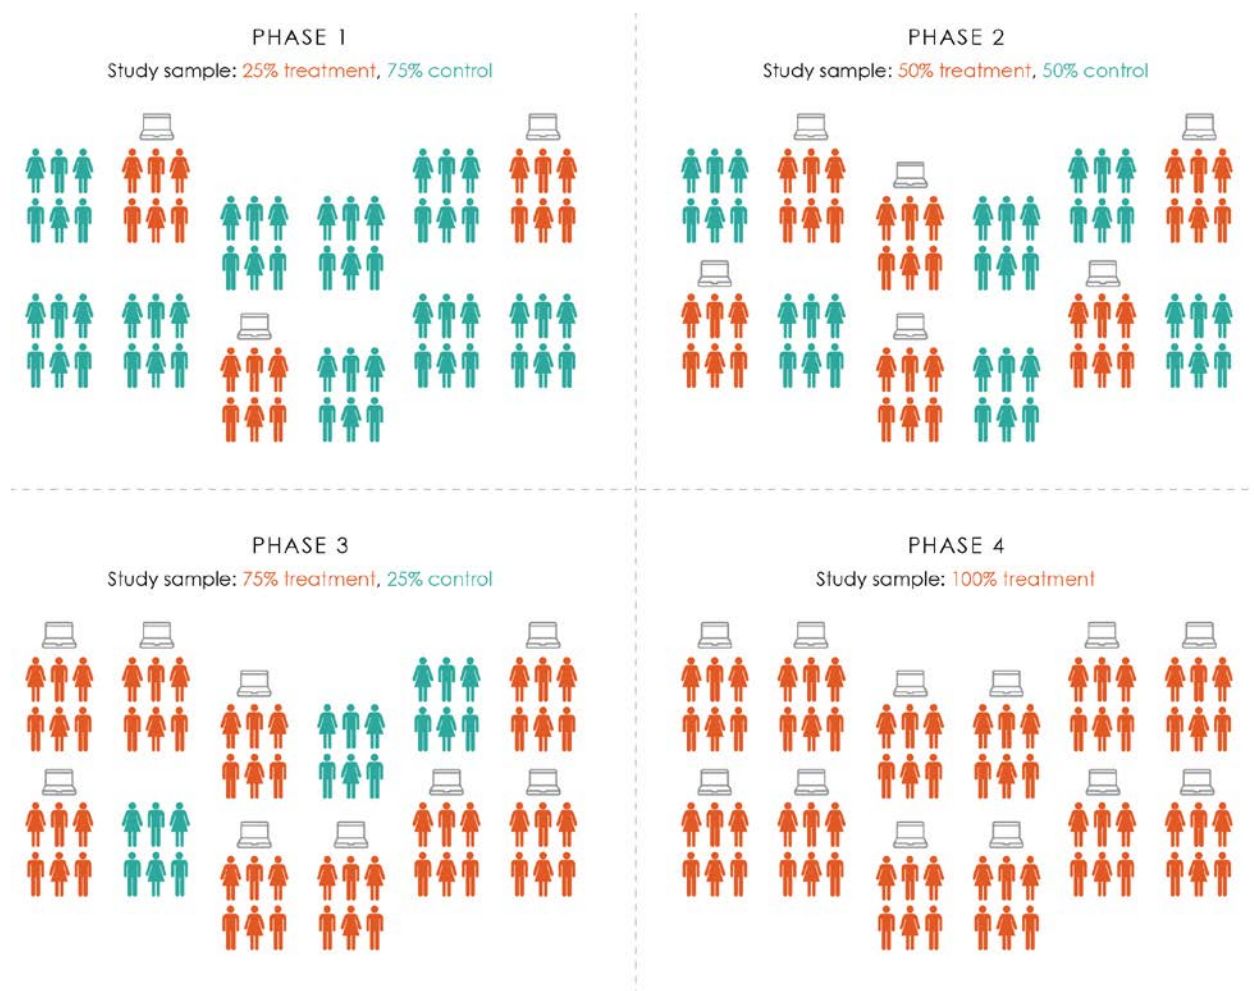 PHASE 1
Study sample: 25% treatment, 75% control
PHASE 2
Study sample: 50% treatment, 50% control
PHASE 3
Study sample: 75% treatment, 25% control
PHASE 4
Study sample: 100% treatment